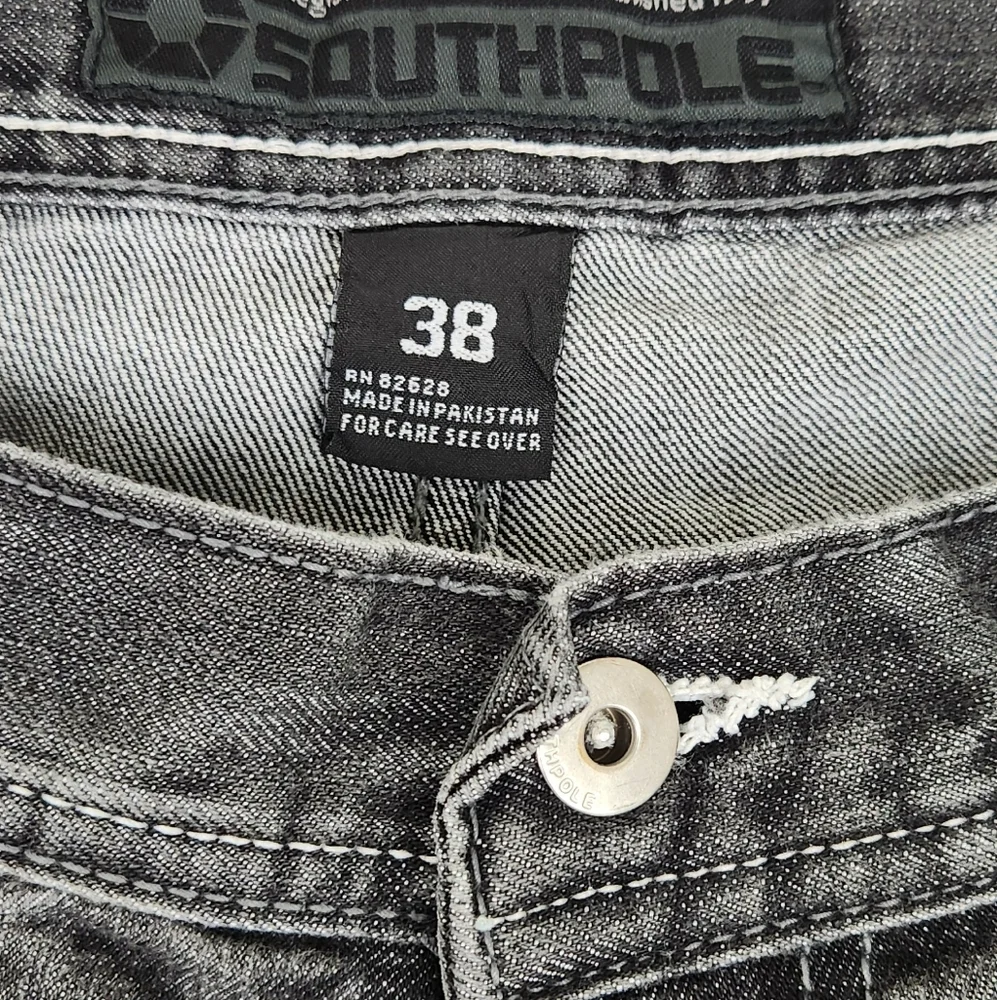 SOUTHPOLE
38
RN 82628
MADE IN PAKISTAN
FOR CARE SEE OVER